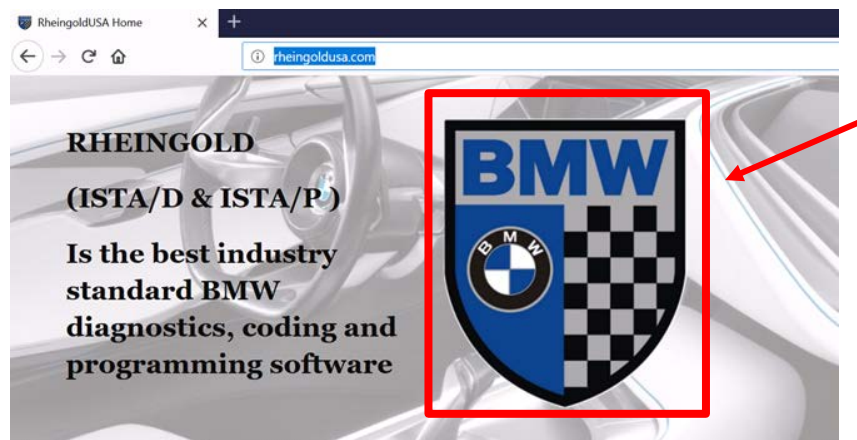 RheingoldUSA Home
rheingoldusa.com
RHEINGOLD
(ISTA/D & ISTA/P )
Is the best industry
standard BMW
diagnostics, coding and
programming software
BMW
BMW